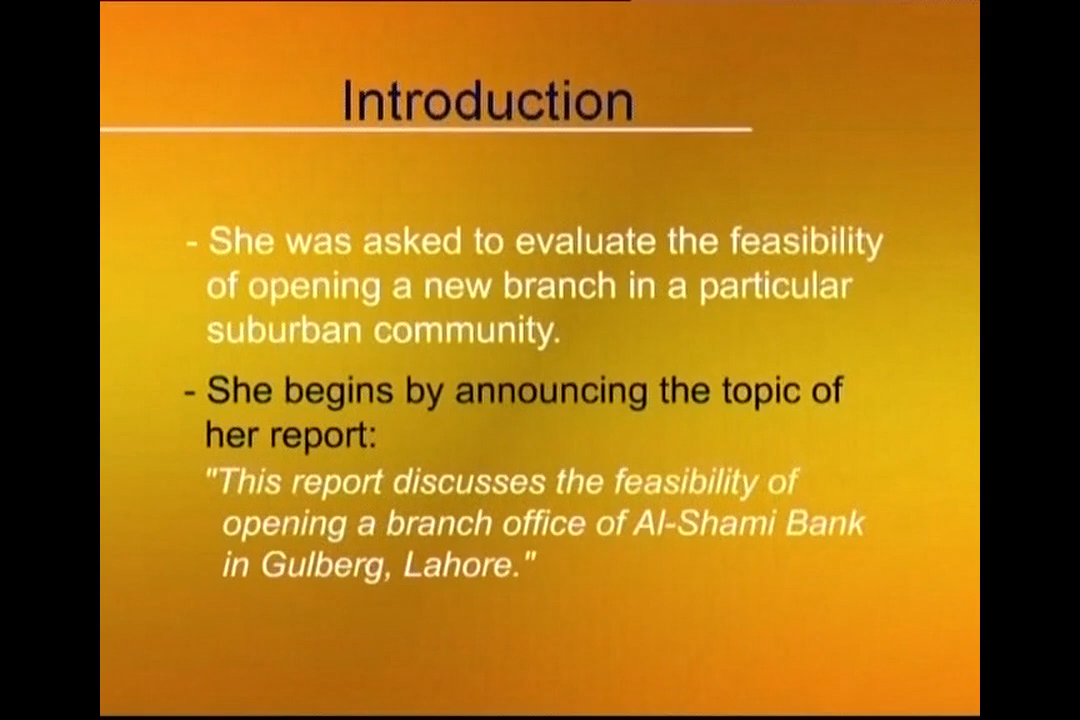 Introduction
- She was asked to evaluate the feasibility
of opening a new branch in a particular
suburban community.
- She begins by announcing the topic of
her report:
"This report discusses the feasibility of
opening a branch office of Al-Shami Bank
in Gulberg, Lahore."